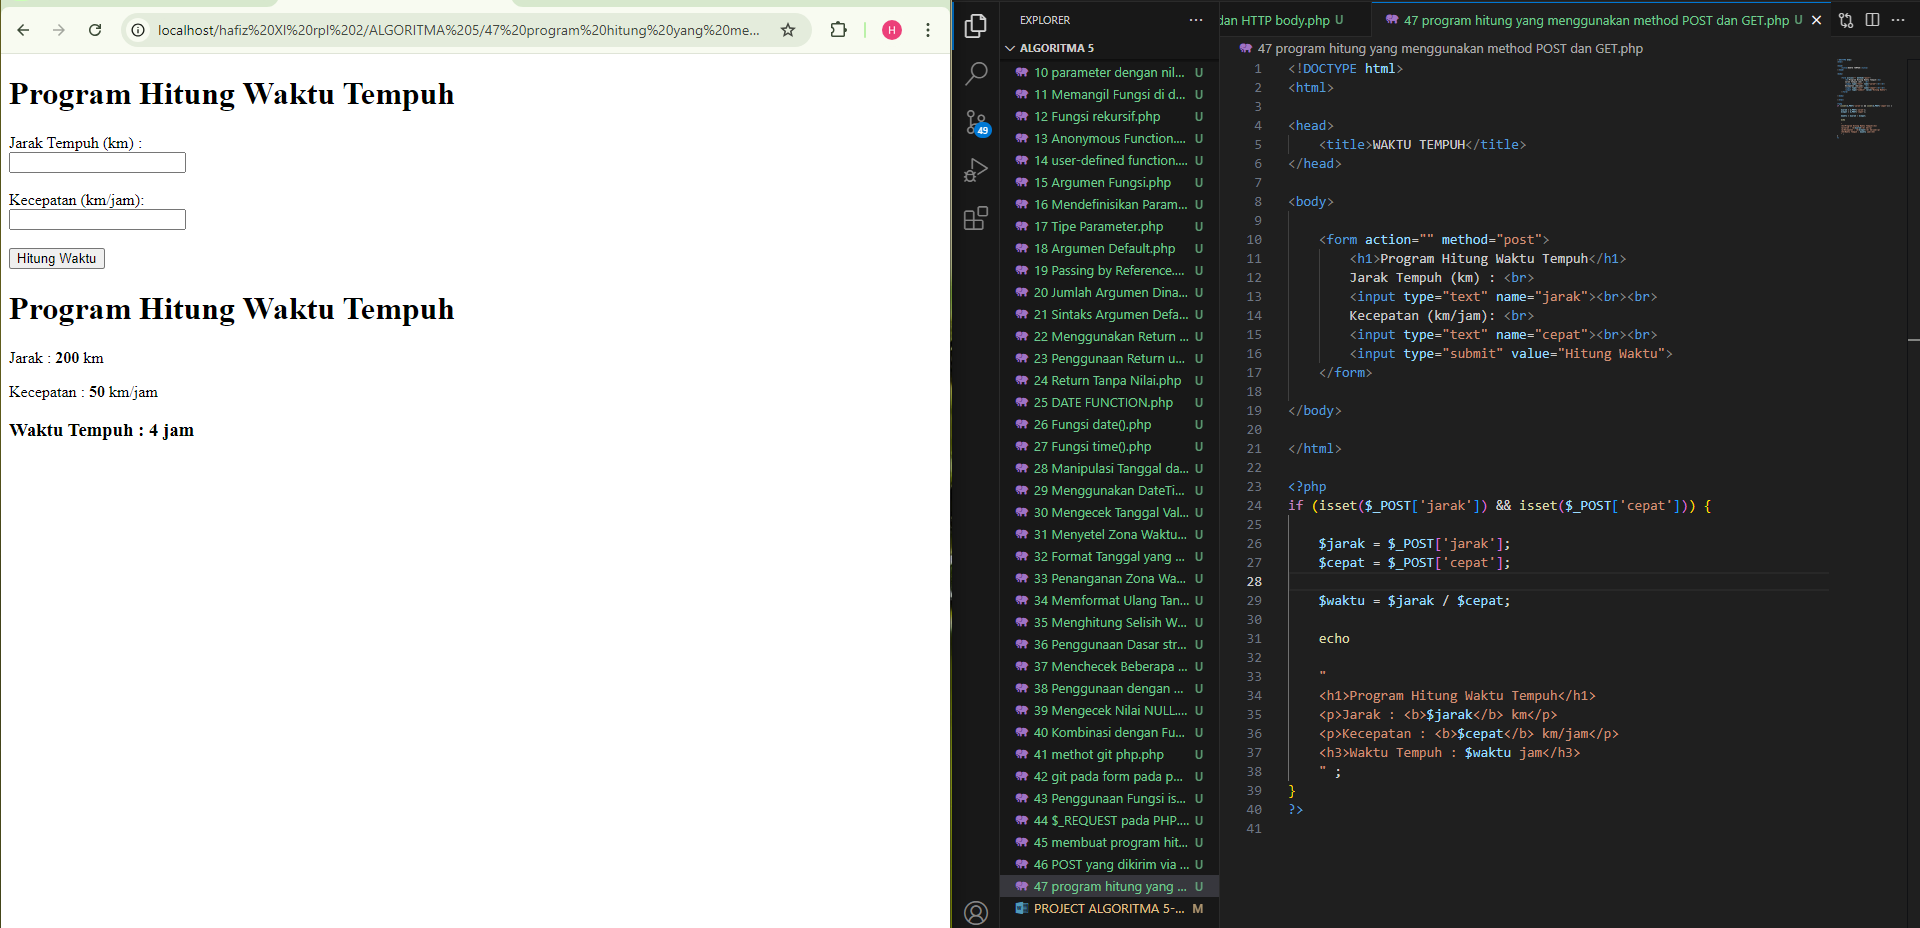 localhost/hafiz%20XI%20rpl%202/ALGORITMA%205/47%20program%20hitung%20yang%20me...
H
Program Hitung Waktu Tempuh
Jarak Tempuh (km) :
Kecepatan (km/jam):
Hitung Waktu
Program Hitung Waktu Tempuh
Jarak : 200 km
Kecepatan : 50 km/jam
Waktu Tempuh : 4 jam
49
EXPLORER
ALGORITMA 5
10 parameter dengan nil... U
11 Memangil Fungsi di d... U
12 Fungsi rekursif.php U
13 Anonymous Function.... U
14 user-defined function.... U
15 Argumen Fungsi.php U
16 Mendefinisikan Param... U
17 Tipe Parameter.php U
18 Argumen Default.php U
19 Passing by Reference.... U
20 Jumlah Argumen Dina... U
21 Sintaks Argumen Defa... U
22 Menggunakan Return ... U
23 Penggunaan Return u... U
24 Return Tanpa Nilai.php U
25 DATE FUNCTION.php U
26 Fungsi date().php U
27 Fungsi time().php U
28 Manipulasi Tanggal da... U
29 Menggunakan DateTi... U
30 Mengecek Tanggal Val... U
31 Menyetel Zona Waktu... U
32 Format Tanggal yang ... U
33 Penanganan Zona Wa... U
34 Memformat Ulang Tan... U
35 Menghitung Selisih W... U
36 Penggunaan Dasar str... U
37 Menchecek Beberapa ... U
38 Penggunaan dengan ... U
39 Mengecek Nilai NULL.... U
40 Kombinasi dengan Fu... U
41 methot git php.php U
42 git pada form pada p... U
43 Penggunaan Fungsi is... U
44 $_REQUEST pada PHP.... U
45 membuat program hit... U
46 POST yang dikirim via ... U
47 program hitung yang ... U
PROJECT ALGORITMA 5-... M
dan HTTP body.php U
47 program hitung yang menggunakan method POST dan GET.php U
47 program hitung yang menggunakan method POST dan GET.php
1 <!DOCTYPE html>
2 <html>
3
4 <head>
5 <title>WAKTU TEMPUH</title>
6 </head>
7
8 <body>
9
10 <form action="" method="post">
11 <h1>Program Hitung Waktu Tempuh</h1>
12 Jarak Tempuh (km) : <br>
13 <input type="text" name="jarak"><br><br>
14 Kecepatan (km/jam): <br>
15 <input type="text" name="cepat"><br><br>
16 <input type="submit" value="Hitung Waktu">
17 </form>
18
19 </body>
20
21 </html>
22
23 <?php
24 if (isset($_POST['jarak']) && isset($_POST['cepat'])) {
25
26 $jarak = $_POST['jarak'];
27 $cepat = $_POST['cepat'];
28
29 $waktu = $jarak / $cepat;
30
31 echo
32
33 "
34 <h1>Program Hitung Waktu Tempuh</h1>
35 <p>Jarak : <b>$jarak</b> km</p>
36 <p>Kecepatan : <b>$cepat</b> km/jam</p>
37 <h3>Waktu Tempuh : $waktu jam</h3>
38 " ;
39 }
40 ?>
41